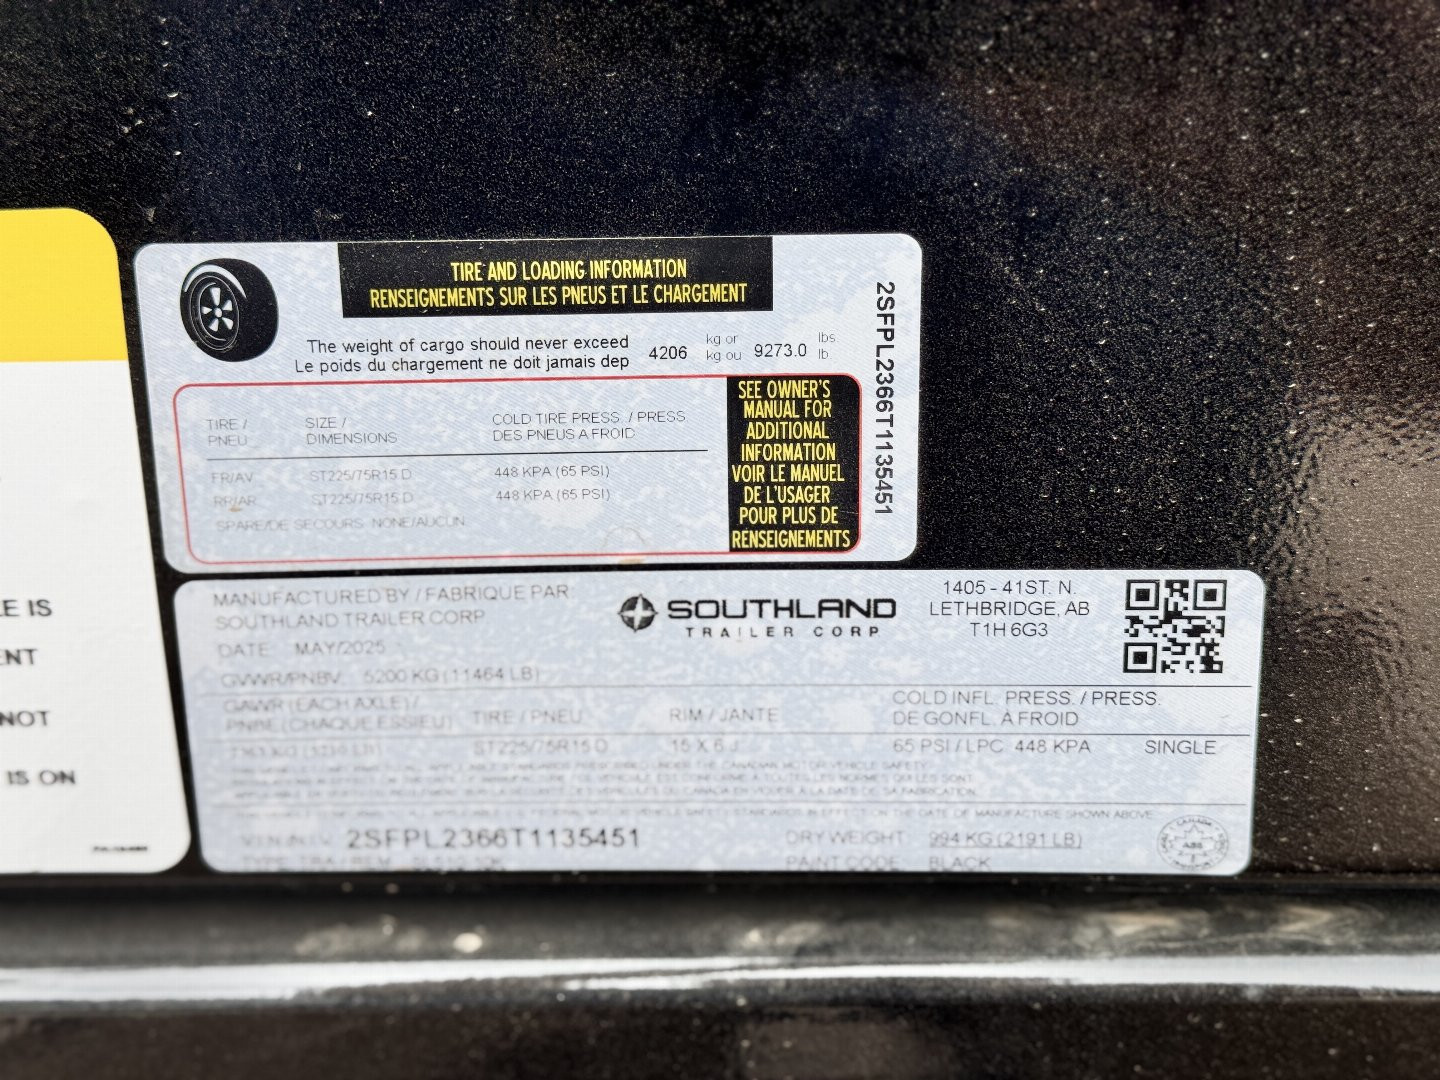 TIRE AND LOADING INFORMATION
RENSEIGNEMENTS SUR LES PNEUS ET LE CHARGEMENT
The weight of cargo should never exceed
Le poids du chargement ne doit jamais dep
4206 kg or 9273.0 lbs
kg ou lb
TIRE / SIZE / COLD TIRE PRESS. / PRESS.
PNEU DIMENSIONS DES PNEUS A FROID
FR/AV ST225/75R15 D 448 KPA (65 PSI)
RR/AR ST225/75R15 D 448 KPA (65 PSI)
SPARE/DE SECOURS NONE/AUCUN
SEE OWNER'S
MANUAL FOR
ADDITIONAL
INFORMATION
VOIR LE MANUEL
DE L'USAGER
POUR PLUS DE
RENSEIGNEMENTS
2SFPL2366T1135451
MANUFACTURED BY / FABRIQUE PAR:
SOUTHLAND TRAILER CORP
DATE MAY/2025
GVWR/PNBV: 5200 KG (11464 LB)
SOUTHLAND
TRAILER CORP
1405 - 41ST. N.
LETHBRIDGE, AB
T1H 6G3
GAWR (EACH AXLE) /
PNBE (CHAQUE ESSIEU) TIRE / PNEU RIM / JANTE
COLD INFL. PRESS. / PRESS.
DE GONFL. A FROID
ST225/75R15 D 15 X 6 J 65 PSI / LPC 448 KPA SINGLE
2SFPL2366T1135451 DRY WEIGHT: 994 KG (2191 LB)
PAINT CODE: BLACK
LE IS
ENT
NOT
IS ON